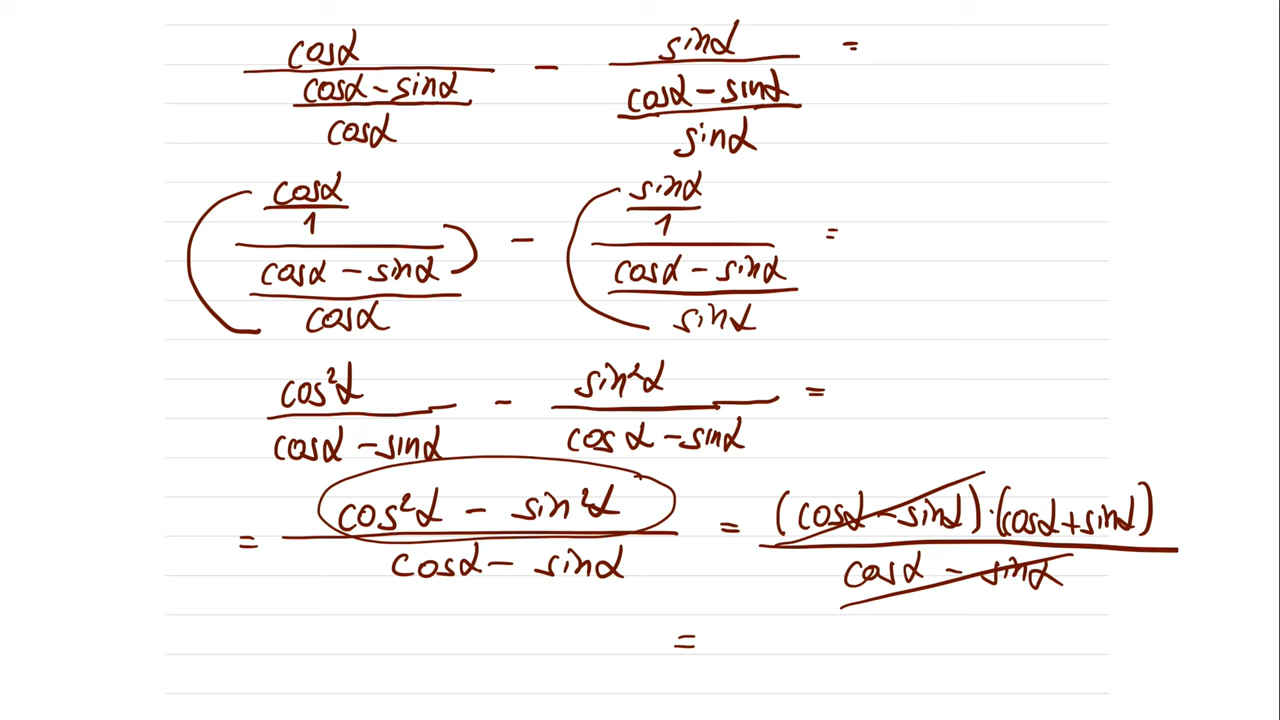 cosα / ((cosα - sinα) / cosα) - sinα / ((cosα - sinα) / sinα) =
((cosα / 1) / ((cosα - sinα) / cosα)) - ((sinα / 1) / ((cosα - sinα) / sinα) =
cos²α / (cosα - sinα) - sin²α / (cosα - sinα) =
= (cos²α - sin²α) / (cosα - sinα) = (cosα - sinα)·(cosα + sinα) / (cosα - sinα)
=